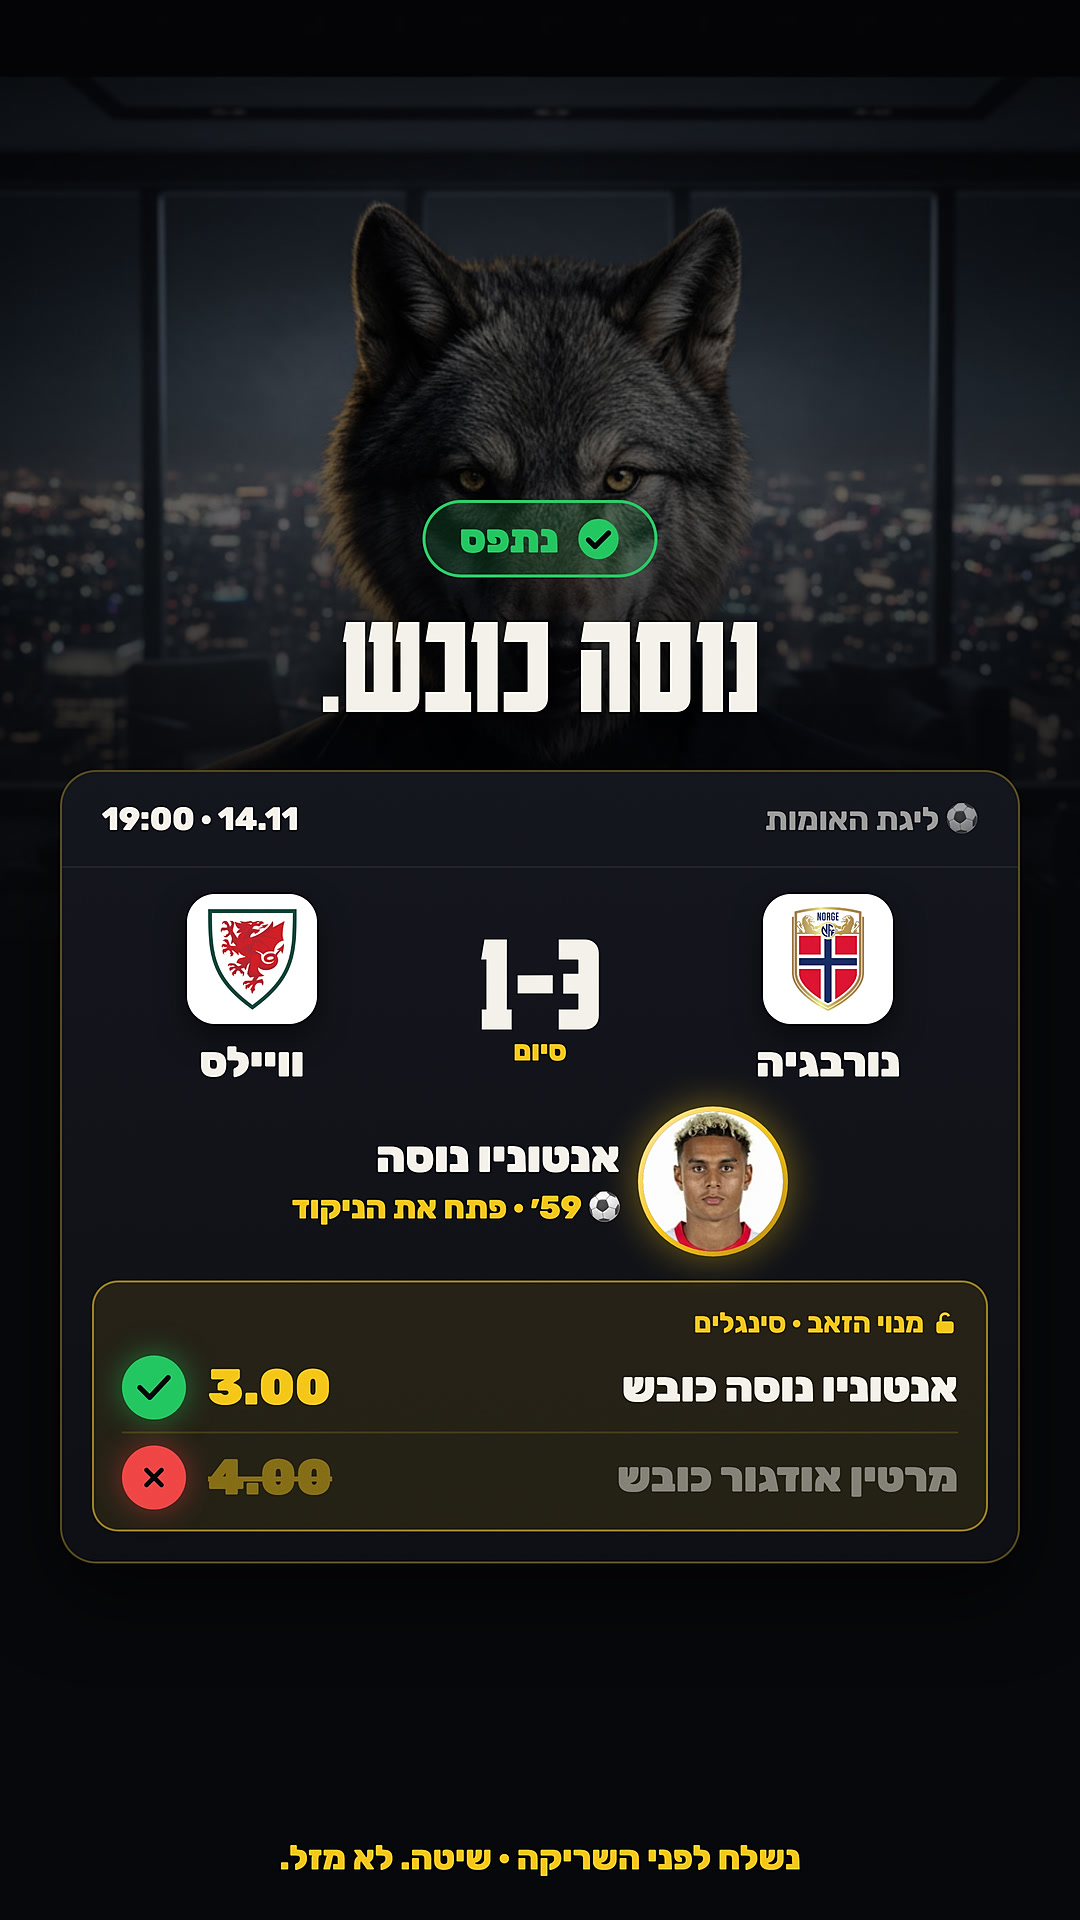 נתפס
נוסה כובש.
ליגת האומות
14.11 • 19:00
NORGE
נורבגיה
1-3
סיום
וויילס
אנטוניו נוסה
59׳ • פתח את הניקוד
מנוי הזאב • סינגלים
אנטוניו נוסה כובש 3.00
מרטין אודגור כובש 4.00
נשלח לפני השריקה • שיטה. לא מזל.